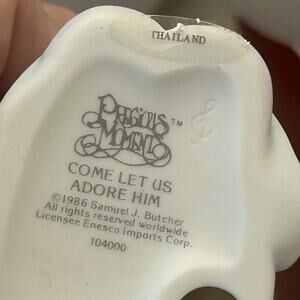 THAILAND
PRECIOUS
MOMENTS™
COME LET US
ADORE HIM
©1986 Samuel J. Butcher
All rights reserved worldwide
Licensee Enesco Imports Corp.
104000